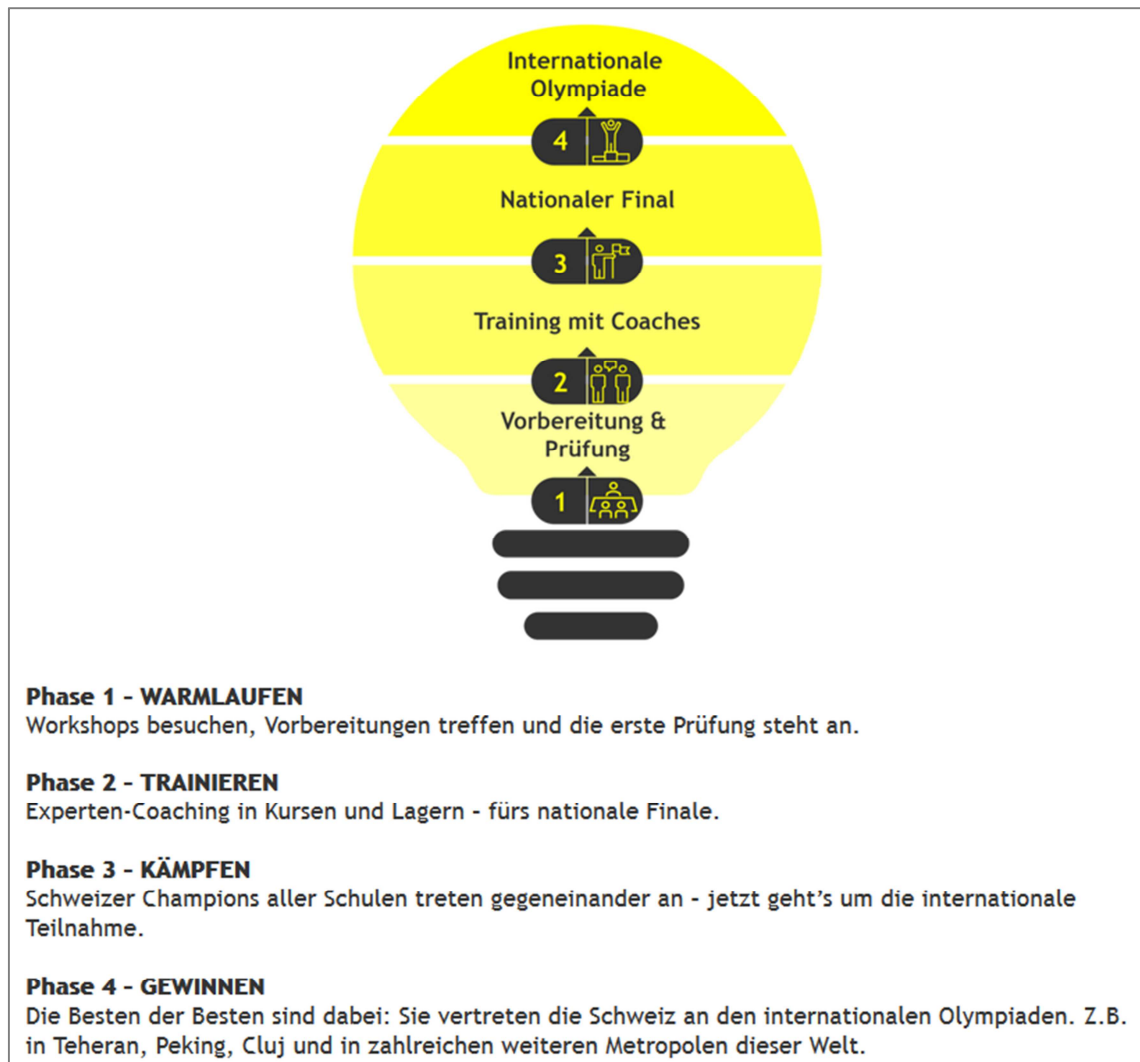 Internationale
Olympiade
4
Nationaler Final
3
Training mit Coaches
2
Vorbereitung &
Prüfung
1
Phase 1 – WARMLAUFEN
Workshops besuchen, Vorbereitungen treffen und die erste Prüfung steht an.
Phase 2 – TRAINIEREN
Experten-Coaching in Kursen und Lagern – fürs nationale Finale.
Phase 3 – KÄMPFEN
Schweizer Champions aller Schulen treten gegeneinander an – jetzt geht’s um die internationale
Teilnahme.
Phase 4 – GEWINNEN
Die Besten der Besten sind dabei: Sie vertreten die Schweiz an den internationalen Olympiaden. Z.B.
in Teheran, Peking, Cluj und in zahlreichen weiteren Metropolen dieser Welt.